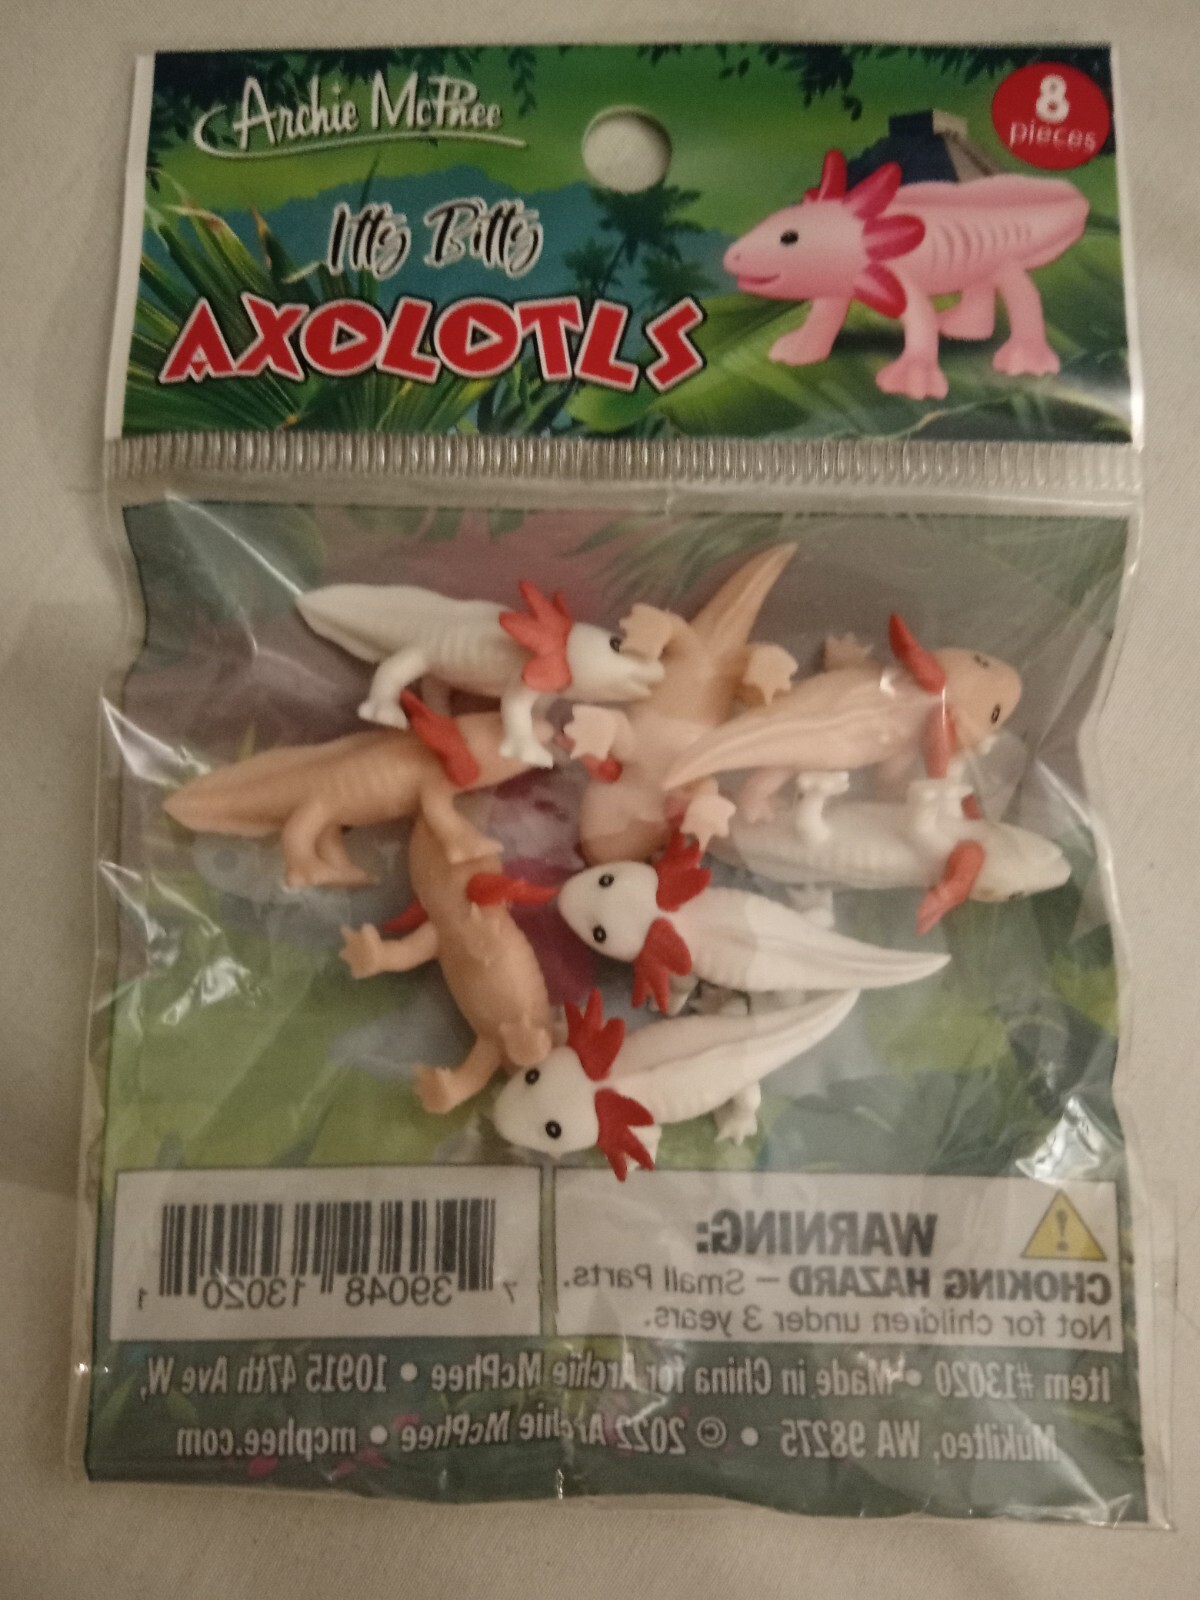 Archie McPhee
8
pieces
Itty Bitty
AXOLOTLS
WARNING:
CHOKING HAZARD – Small Parts.
Not for children under 3 years.
7 39048 13020 1
Item #13020 • Made in China for Archie McPhee • 10915 47th Ave W,
Mukilteo, WA 98275 • © 2022 Archie McPhee • mcphee.com